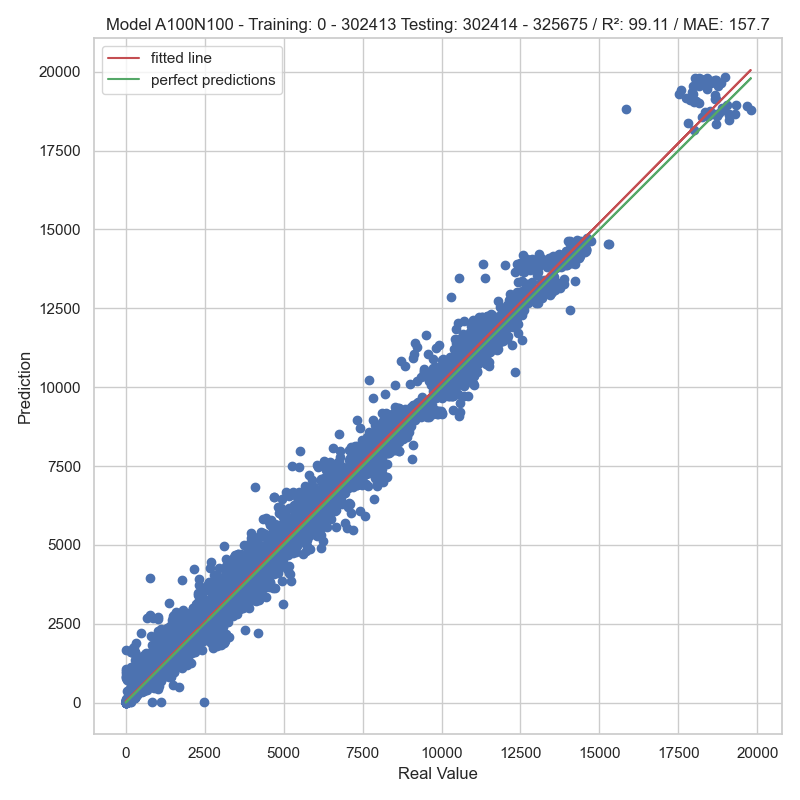 Model A100N100 - Training: 0 - 302413 Testing: 302414 - 325675 / R²: 99.11 / MAE: 157.7
fitted line
perfect predictions
20000
17500
15000
12500
10000
7500
5000
2500
0
Prediction
0 2500 5000 7500 10000 12500 15000 17500 20000
Real Value